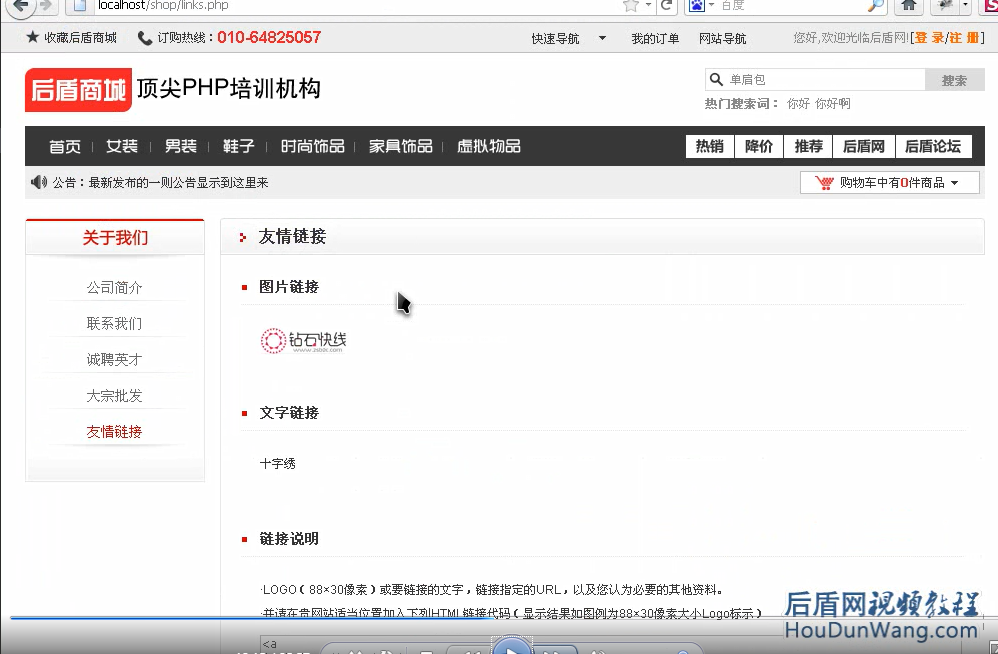 localhost/shop/links.php
百度
收藏后盾商城 订购热线：010-64825057 快速导航 我的订单 网站导航 您好,欢迎光临后盾网![登 录/注 册]
后盾商城 顶尖PHP培训机构
单肩包 搜索
热门搜索词： 你好 你好啊
首页 女装 男装 鞋子 时尚饰品 家具饰品 虚拟物品 热销 降价 推荐 后盾网 后盾论坛
公告：最新发布的一则公告显示到这里来 购物车中有0件商品
关于我们
公司简介
联系我们
诚聘英才
大宗批发
友情链接
友情链接
图片链接
钻石快线
文字链接
十字绣
链接说明
·LOGO（88×30像素）或要链接的文字，链接指定的URL，以及您认为必要的其他资料。
·并请在贵网站适当位置加入下列HTML链接代码（显示结果如图例为88×30像素大小Logo标示）
<a
后盾网视频教程
HouDunWang.com